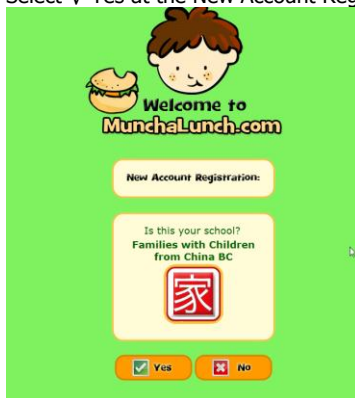 Select √ Yes at the New Account Reg
Welcome to
MunchaLunch.com
New Account Registration:
Is this your school?
Families with Children
from China BC
家
Yes
No